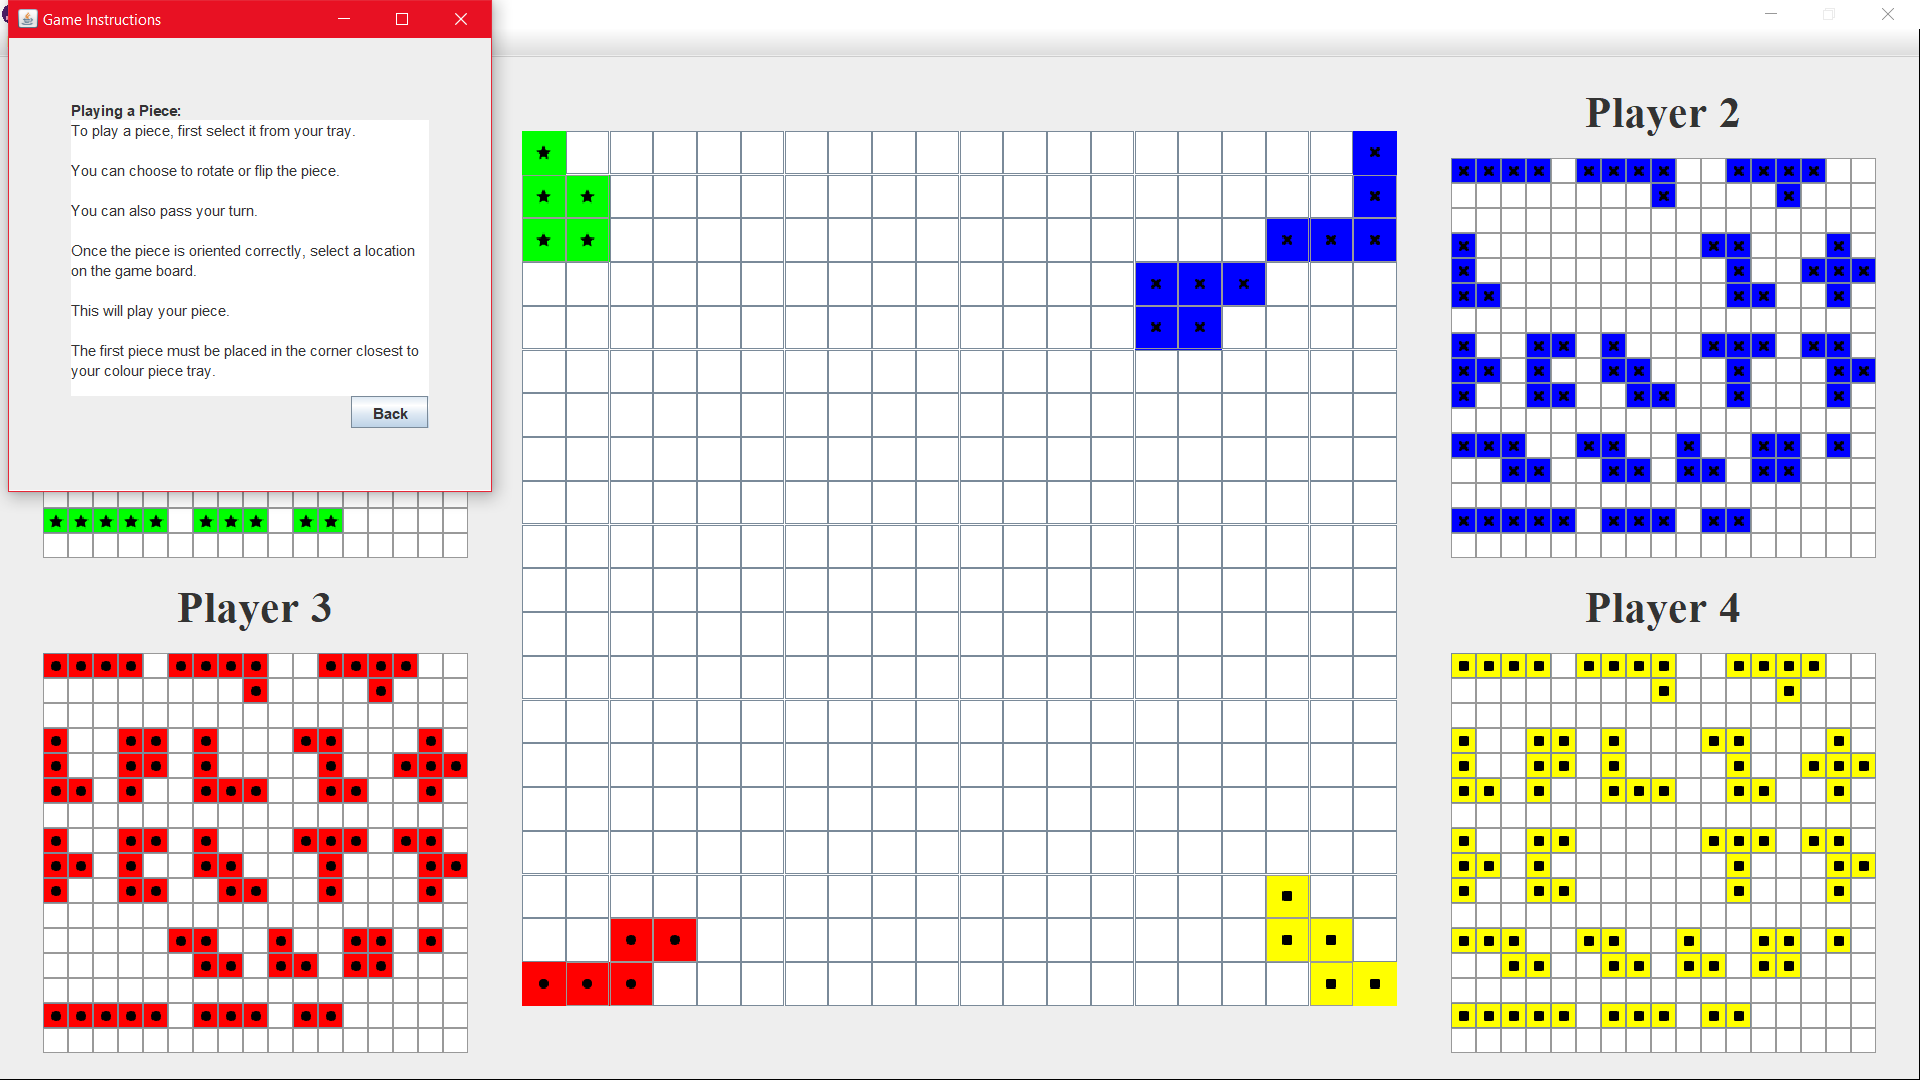 Game Instructions
Playing a Piece:
To play a piece, first select it from your tray.
You can choose to rotate or flip the piece.
You can also pass your turn.
Once the piece is oriented correctly, select a location
on the game board.
This will play your piece.
The first piece must be placed in the corner closest to
your colour piece tray.
Back
Player 2
Player 3
Player 4